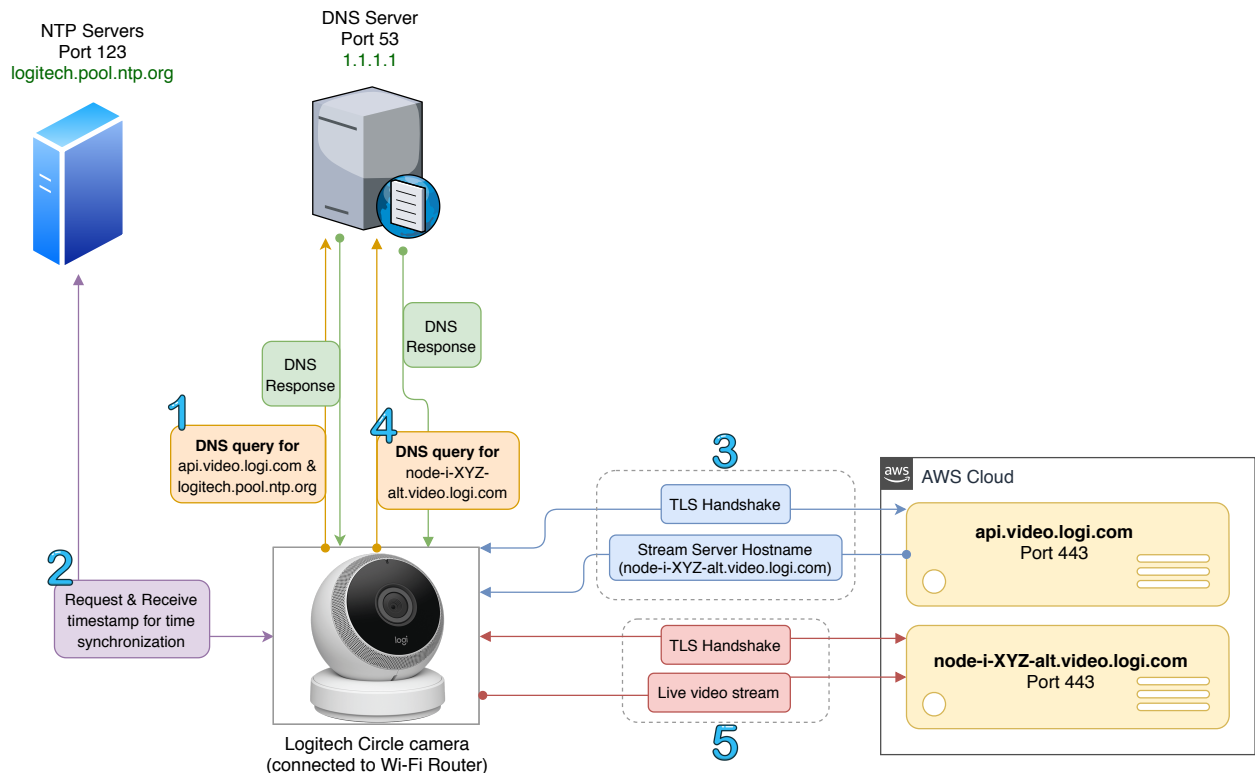 NTP Servers
Port 123
logitech.pool.ntp.org
DNS Server
Port 53
1.1.1.1
DNS
Response
DNS
Response
1
DNS query for
api.video.logi.com &
logitech.pool.ntp.org
4
DNS query for
node-i-XYZ-
alt.video.logi.com
2
Request & Receive
timestamp for time
synchronization
logi
Logitech Circle camera
(connected to Wi-Fi Router)
3
TLS Handshake
Stream Server Hostname
(node-i-XYZ-alt.video.logi.com)
TLS Handshake
Live video stream
5
aws
AWS Cloud
api.video.logi.com
Port 443
node-i-XYZ-alt.video.logi.com
Port 443